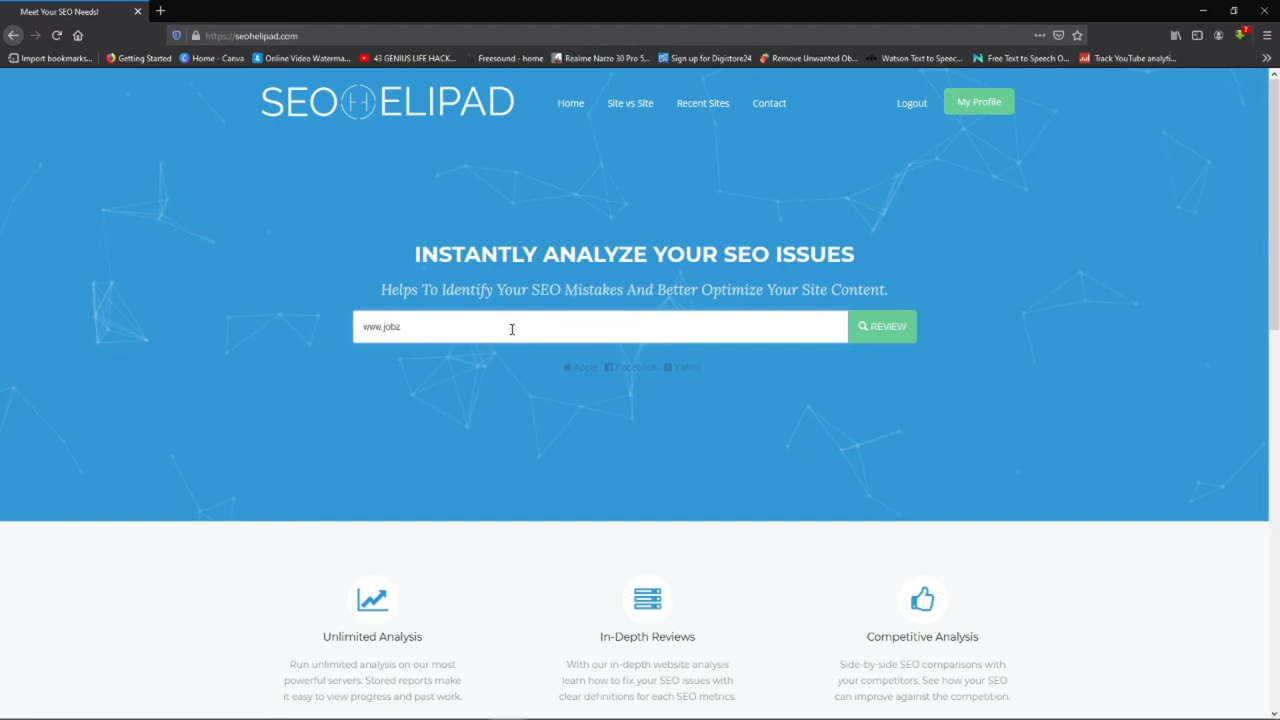 Meet Your SEO Needs!
https://seohelipad.com
Import bookmarks... Getting Started Home - Canva Online Video Waterma... 43 GENIUS LIFE HACK... Freesound - home Realme Narzo 30 Pro 5... Sign up for Digistore24 Remove Unwanted Ob... Watson Text to Speec... Free Text to Speech O... Track YouTube analyti...
SEO HELIPAD Home Site vs Site Recent Sites Contact Logout My Profile
INSTANTLY ANALYZE YOUR SEO ISSUES
Helps To Identify Your SEO Mistakes And Better Optimize Your Site Content.
www.jobz REVIEW
Apple Facebook Yahoo
Unlimited Analysis
Run unlimited analysis on our most
powerful servers. Stored reports make
it easy to view progress and past work.
In-Depth Reviews
With our in-depth website analysis
learn how to fix your SEO issues with
clear definitions for each SEO metrics.
Competitive Analysis
Side-by-side SEO comparisons with
your competitors. See how your SEO
can improve against the competition.